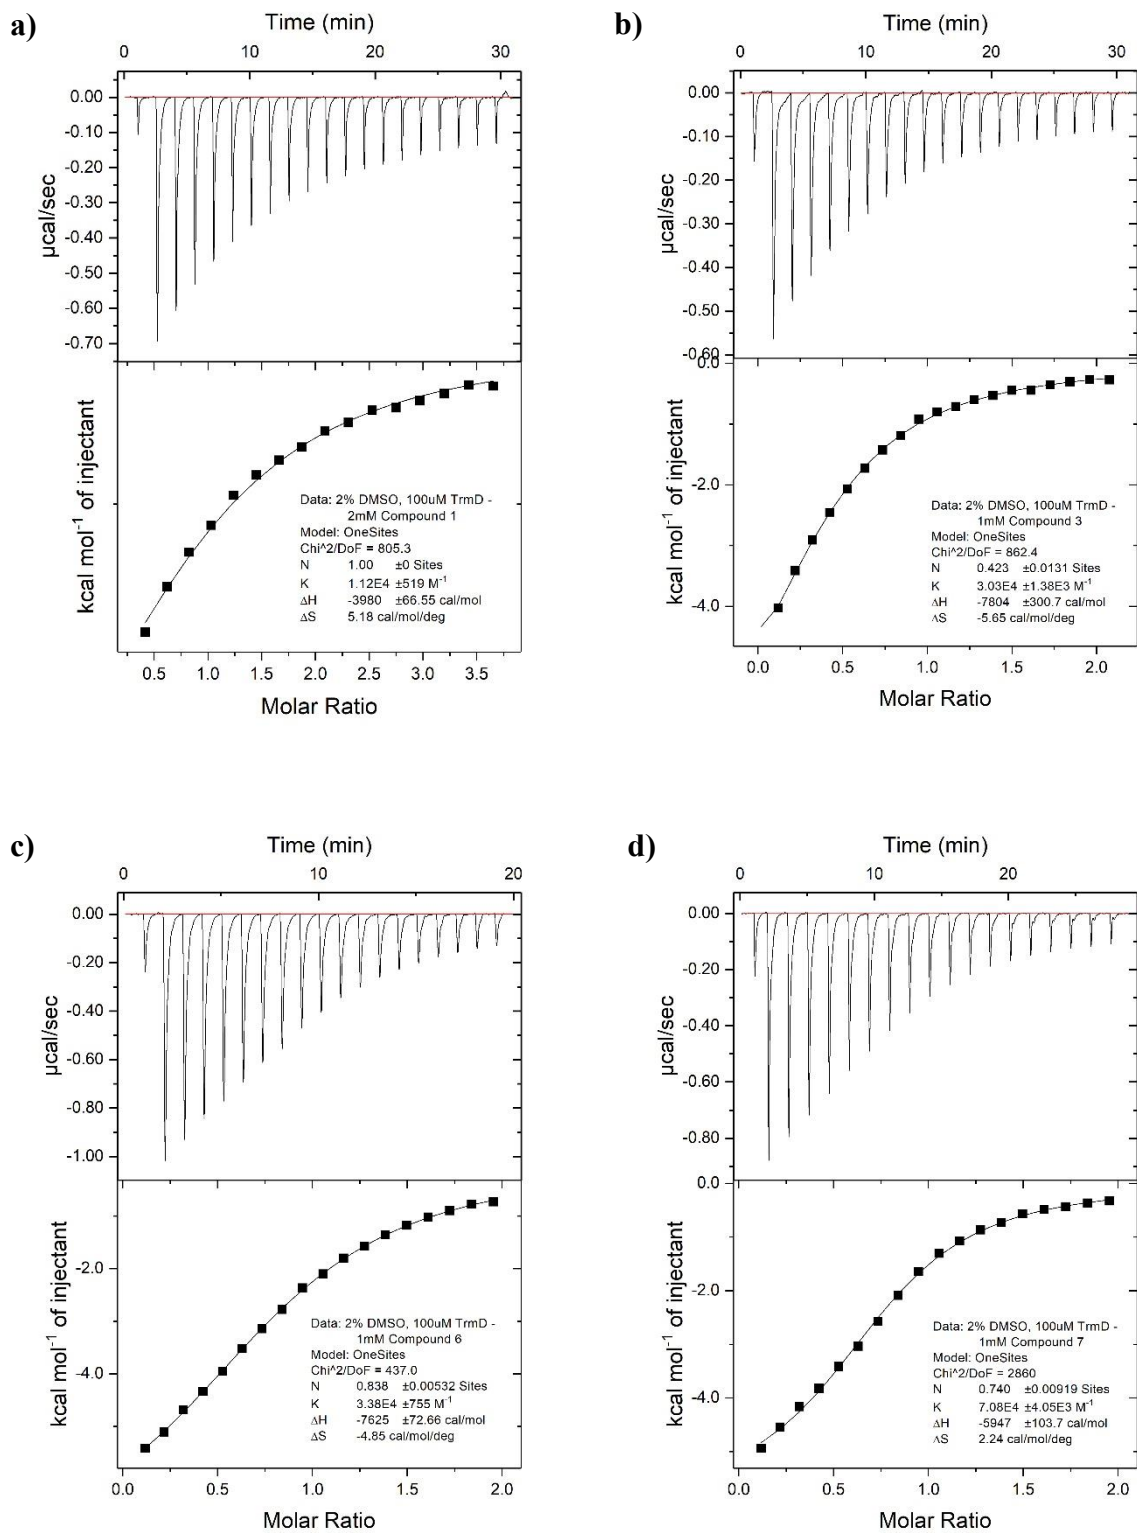 a)
Time (min)
0 10 20 30
0.00
-0.10
-0.20
-0.30
-0.40
-0.50
-0.60
-0.70
µcal/sec
kcal mol⁻¹ of injectant
Data: 2% DMSO, 100uM TrmD -
2mM Compound 1
Model: OneSites
Chi^2/DoF = 805.3
N 1.00 ±0 Sites
K 1.12E4 ±519 M⁻¹
ΔH -3980 ±66.55 cal/mol
ΔS 5.18 cal/mol/deg
0.5 1.0 1.5 2.0 2.5 3.0 3.5
Molar Ratio
b)
Time (min)
0 10 20 30
0.00
-0.10
-0.20
-0.30
-0.40
-0.50
-0.60
µcal/sec
0.0
-2.0
-4.0
kcal mol⁻¹ of injectant
Data: 2% DMSO, 100uM TrmD -
1mM Compound 3
Model: OneSites
Chi^2/DoF = 862.4
N 0.423 ±0.0131 Sites
K 3.03E4 ±1.38E3 M⁻¹
ΔH -7804 ±300.7 cal/mol
ΔS -5.65 cal/mol/deg
0.0 0.5 1.0 1.5 2.0
Molar Ratio
c)
Time (min)
0 10 20
0.00
-0.20
-0.40
-0.60
-0.80
-1.00
µcal/sec
-2.0
-4.0
kcal mol⁻¹ of injectant
Data: 2% DMSO, 100uM TrmD -
1mM Compound 6
Model: OneSites
Chi^2/DoF = 437.0
N 0.838 ±0.00532 Sites
K 3.38E4 ±755 M⁻¹
ΔH -7625 ±72.66 cal/mol
ΔS -4.85 cal/mol/deg
0.0 0.5 1.0 1.5 2.0
Molar Ratio
d)
Time (min)
0 10 20
0.00
-0.20
-0.40
-0.60
-0.80
µcal/sec
0.0
-2.0
-4.0
kcal mol⁻¹ of injectant
Data: 2% DMSO, 100uM TrmD -
1mM Compound 7
Model: OneSites
Chi^2/DoF = 2860
N 0.740 ±0.00919 Sites
K 7.08E4 ±4.05E3 M⁻¹
ΔH -5947 ±103.7 cal/mol
ΔS 2.24 cal/mol/deg
0.0 0.5 1.0 1.5 2.0
Molar Ratio